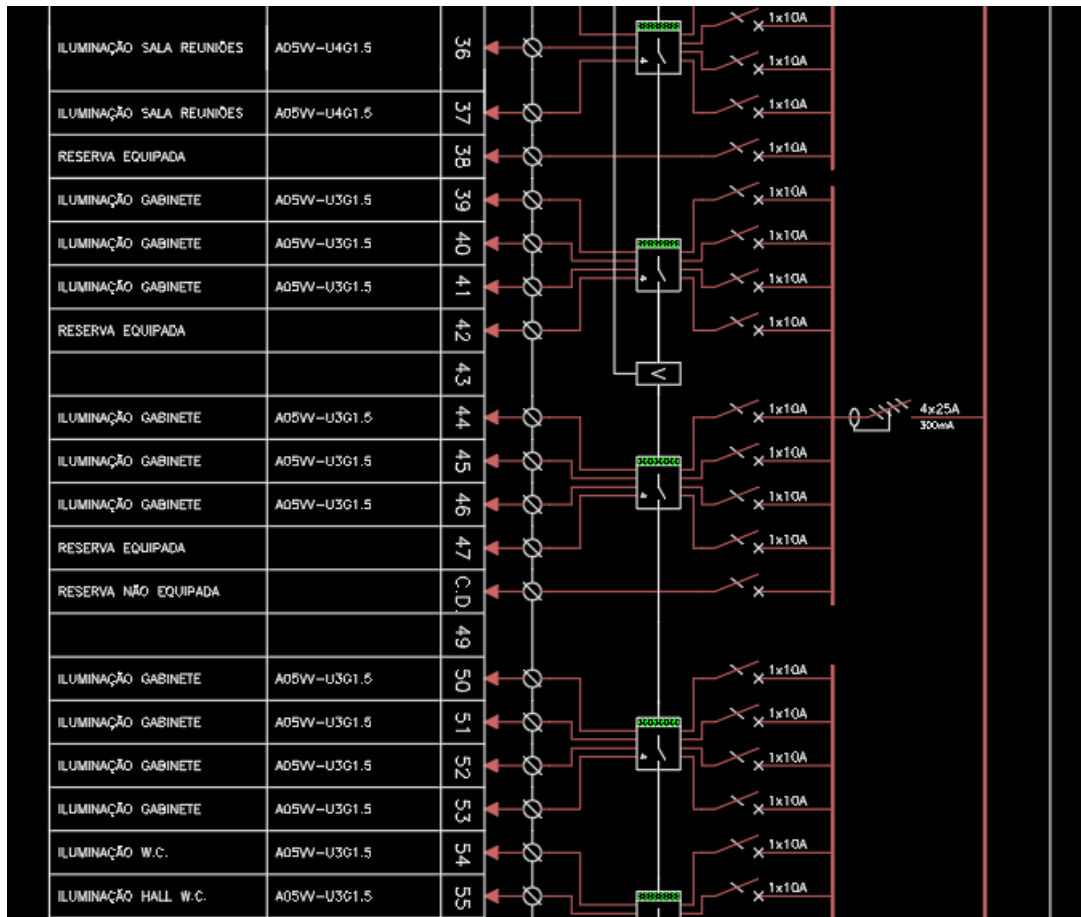 1x10A
ILUMINAÇÃO SALA REUNIÕES A05VV-U4G1.5 36 1x10A
ILUMINAÇÃO SALA REUNIÕES A05VV-U4G1.5 37 1x10A
RESERVA EQUIPADA 38 1x10A
ILUMINAÇÃO GABINETE A05VV-U3G1.5 39 1x10A
ILUMINAÇÃO GABINETE A05VV-U3G1.5 40 1x10A
ILUMINAÇÃO GABINETE A05VV-U3G1.5 41 1x10A
RESERVA EQUIPADA 42 1x10A
43
ILUMINAÇÃO GABINETE A05VV-U3G1.5 44 1x10A 4x25A
300mA
ILUMINAÇÃO GABINETE A05VV-U3G1.5 45 1x10A
ILUMINAÇÃO GABINETE A05VV-U3G1.5 46 1x10A
RESERVA EQUIPADA 47 1x10A
RESERVA NÃO EQUIPADA C.D.
49
ILUMINAÇÃO GABINETE A05VV-U3G1.5 50 1x10A
ILUMINAÇÃO GABINETE A05VV-U3G1.5 51 1x10A
ILUMINAÇÃO GABINETE A05VV-U3G1.5 52 1x10A
ILUMINAÇÃO GABINETE A05VV-U3G1.5 53 1x10A
ILUMINAÇÃO W.C. A05VV-U3G1.5 54 1x10A
ILUMINAÇÃO HALL W.C. A05VV-U3G1.5 55 1x10A